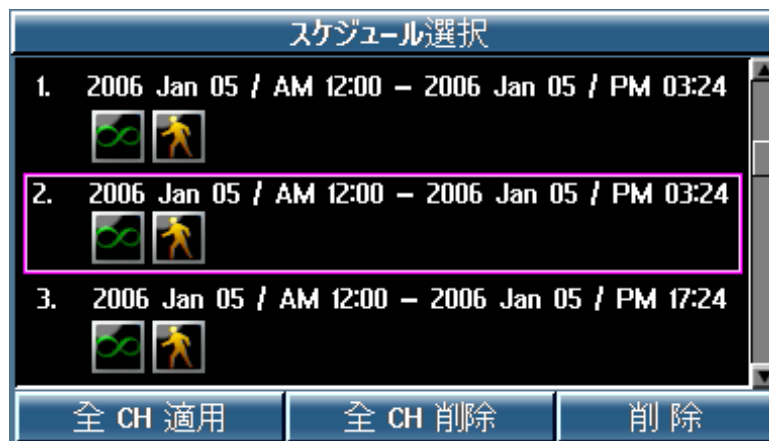 スケジュール選択
1. 2006 Jan 05 / AM 12:00 – 2006 Jan 05 / PM 03:24
2. 2006 Jan 05 / AM 12:00 – 2006 Jan 05 / PM 03:24
3. 2006 Jan 05 / AM 12:00 – 2006 Jan 05 / PM 17:24
全 CH 適用 全 CH 削除 削 除